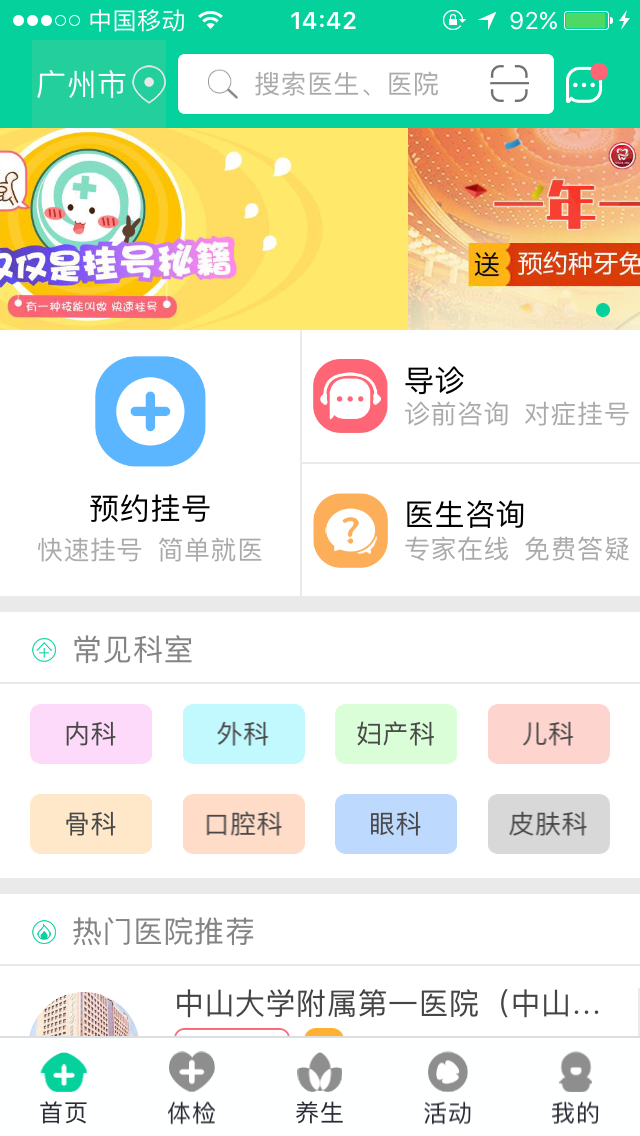 中国移动 14:42 92%
广州市 搜索医生、医院
仅仅是挂号秘籍
有一种技能叫做 快速挂号
一年一
送 预约种牙免
预约挂号
快速挂号 简单就医
导诊
诊前咨询 对症挂号
医生咨询
专家在线 免费答疑
常见科室
内科 外科 妇产科 儿科
骨科 口腔科 眼科 皮肤科
热门医院推荐
中山大学附属第一医院（中山...
首页 体检 养生 活动 我的